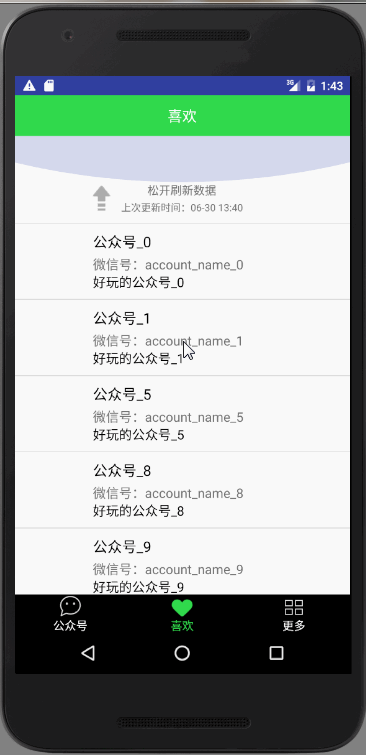 3G 1:43
喜欢
松开刷新数据
上次更新时间：06-30 13:40
公众号_0
微信号：account_name_0
好玩的公众号_0
公众号_1
微信号：account_name_1
好玩的公众号_1
公众号_5
微信号：account_name_5
好玩的公众号_5
公众号_8
微信号：account_name_8
好玩的公众号_8
公众号_9
微信号：account_name_9
好玩的公众号_9
公众号 喜欢 更多